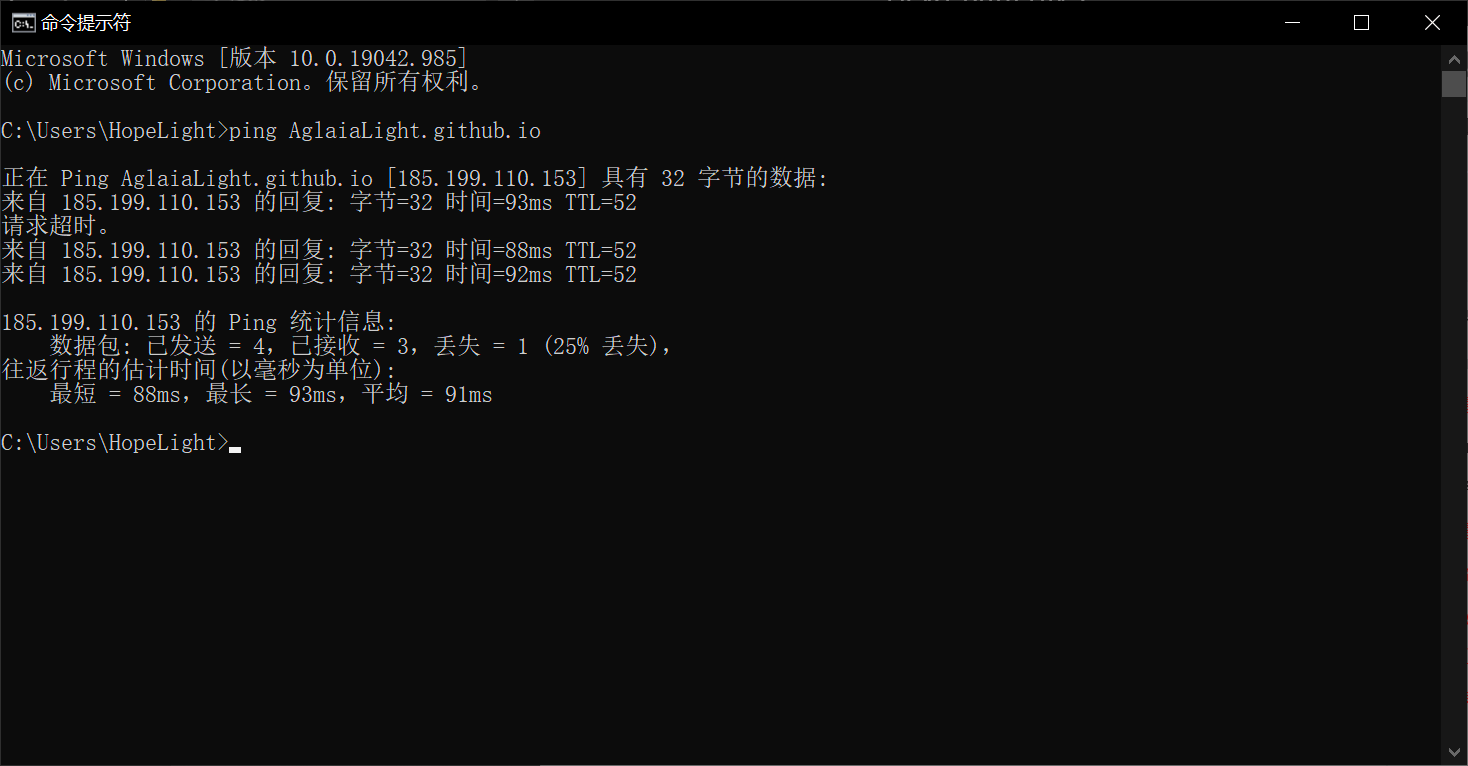 命令提示符
Microsoft Windows [版本 10.0.19042.985]
(c) Microsoft Corporation。保留所有权利。
C:\Users\HopeLight>ping AglaiaLight.github.io
正在 Ping AglaiaLight.github.io [185.199.110.153] 具有 32 字节的数据:
来自 185.199.110.153 的回复: 字节=32 时间=93ms TTL=52
请求超时。
来自 185.199.110.153 的回复: 字节=32 时间=88ms TTL=52
来自 185.199.110.153 的回复: 字节=32 时间=92ms TTL=52
185.199.110.153 的 Ping 统计信息:
数据包: 已发送 = 4，已接收 = 3，丢失 = 1 (25% 丢失)，
往返行程的估计时间(以毫秒为单位):
最短 = 88ms，最长 = 93ms，平均 = 91ms
C:\Users\HopeLight>